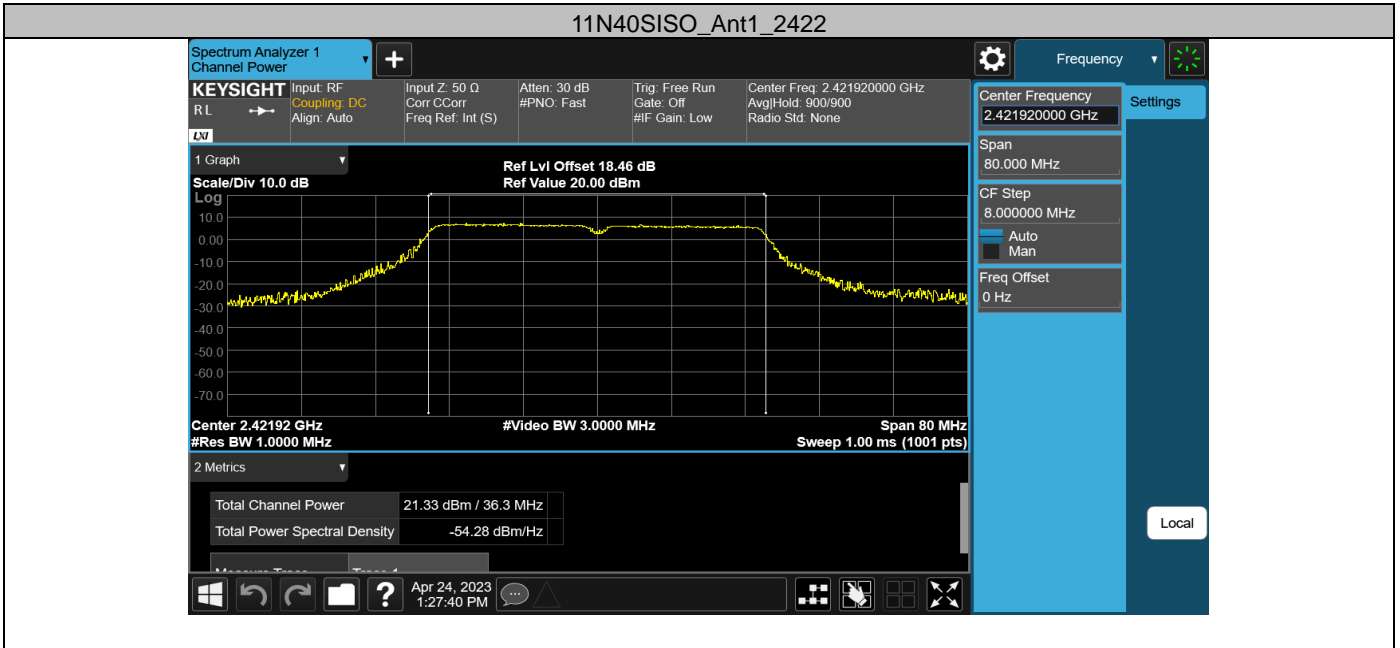 11N40SISO_Ant1_2422
Spectrum Analyzer 1
Channel Power
+
Frequency
KEYSIGHT
RL
LXI
Input: RF
Coupling: DC
Align: Auto
Input Z: 50 Ω
Corr CCorr
Freq Ref: Int (S)
Atten: 30 dB
#PNO: Fast
Trig: Free Run
Gate: Off
#IF Gain: Low
Center Freq: 2.421920000 GHz
Avg|Hold: 900/900
Radio Std: None
Center Frequency
2.421920000 GHz
Settings
Span
80.000 MHz
CF Step
8.000000 MHz
Auto
Man
Freq Offset
0 Hz
Local
1 Graph
Scale/Div 10.0 dB
Ref Lvl Offset 18.46 dB
Ref Value 20.00 dBm
Log
10.0
0.00
-10.0
-20.0
-30.0
-40.0
-50.0
-60.0
-70.0
Center 2.42192 GHz
#Video BW 3.0000 MHz
Span 80 MHz
#Res BW 1.0000 MHz
Sweep 1.00 ms (1001 pts)
2 Metrics
Total Channel Power 21.33 dBm / 36.3 MHz
Total Power Spectral Density -54.28 dBm/Hz
Measure Trace Trace 1
?
Apr 24, 2023
1:27:40 PM